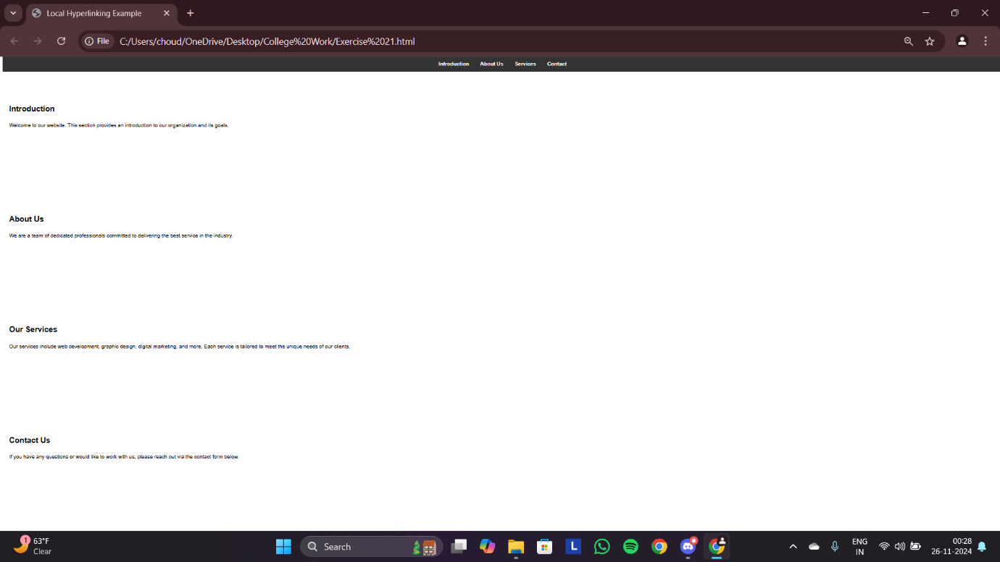 Local Hyperlinking Example
File C:/Users/choud/OneDrive/Desktop/College%20Work/Exercise%2021.html
Introduction About Us Services Contact
Introduction
Welcome to our website. This section provides an introduction to our organization and its goals.
About Us
We are a team of dedicated professionals committed to delivering the best service in the industry.
Our Services
Our services include web development, graphic design, digital marketing, and more. Each service is tailored to meet the unique needs of our clients.
Contact Us
If you have any questions or would like to work with us, please reach out via the contact form below.
1
63°F
Clear
Search
L
ENG
IN
00:28
26-11-2024